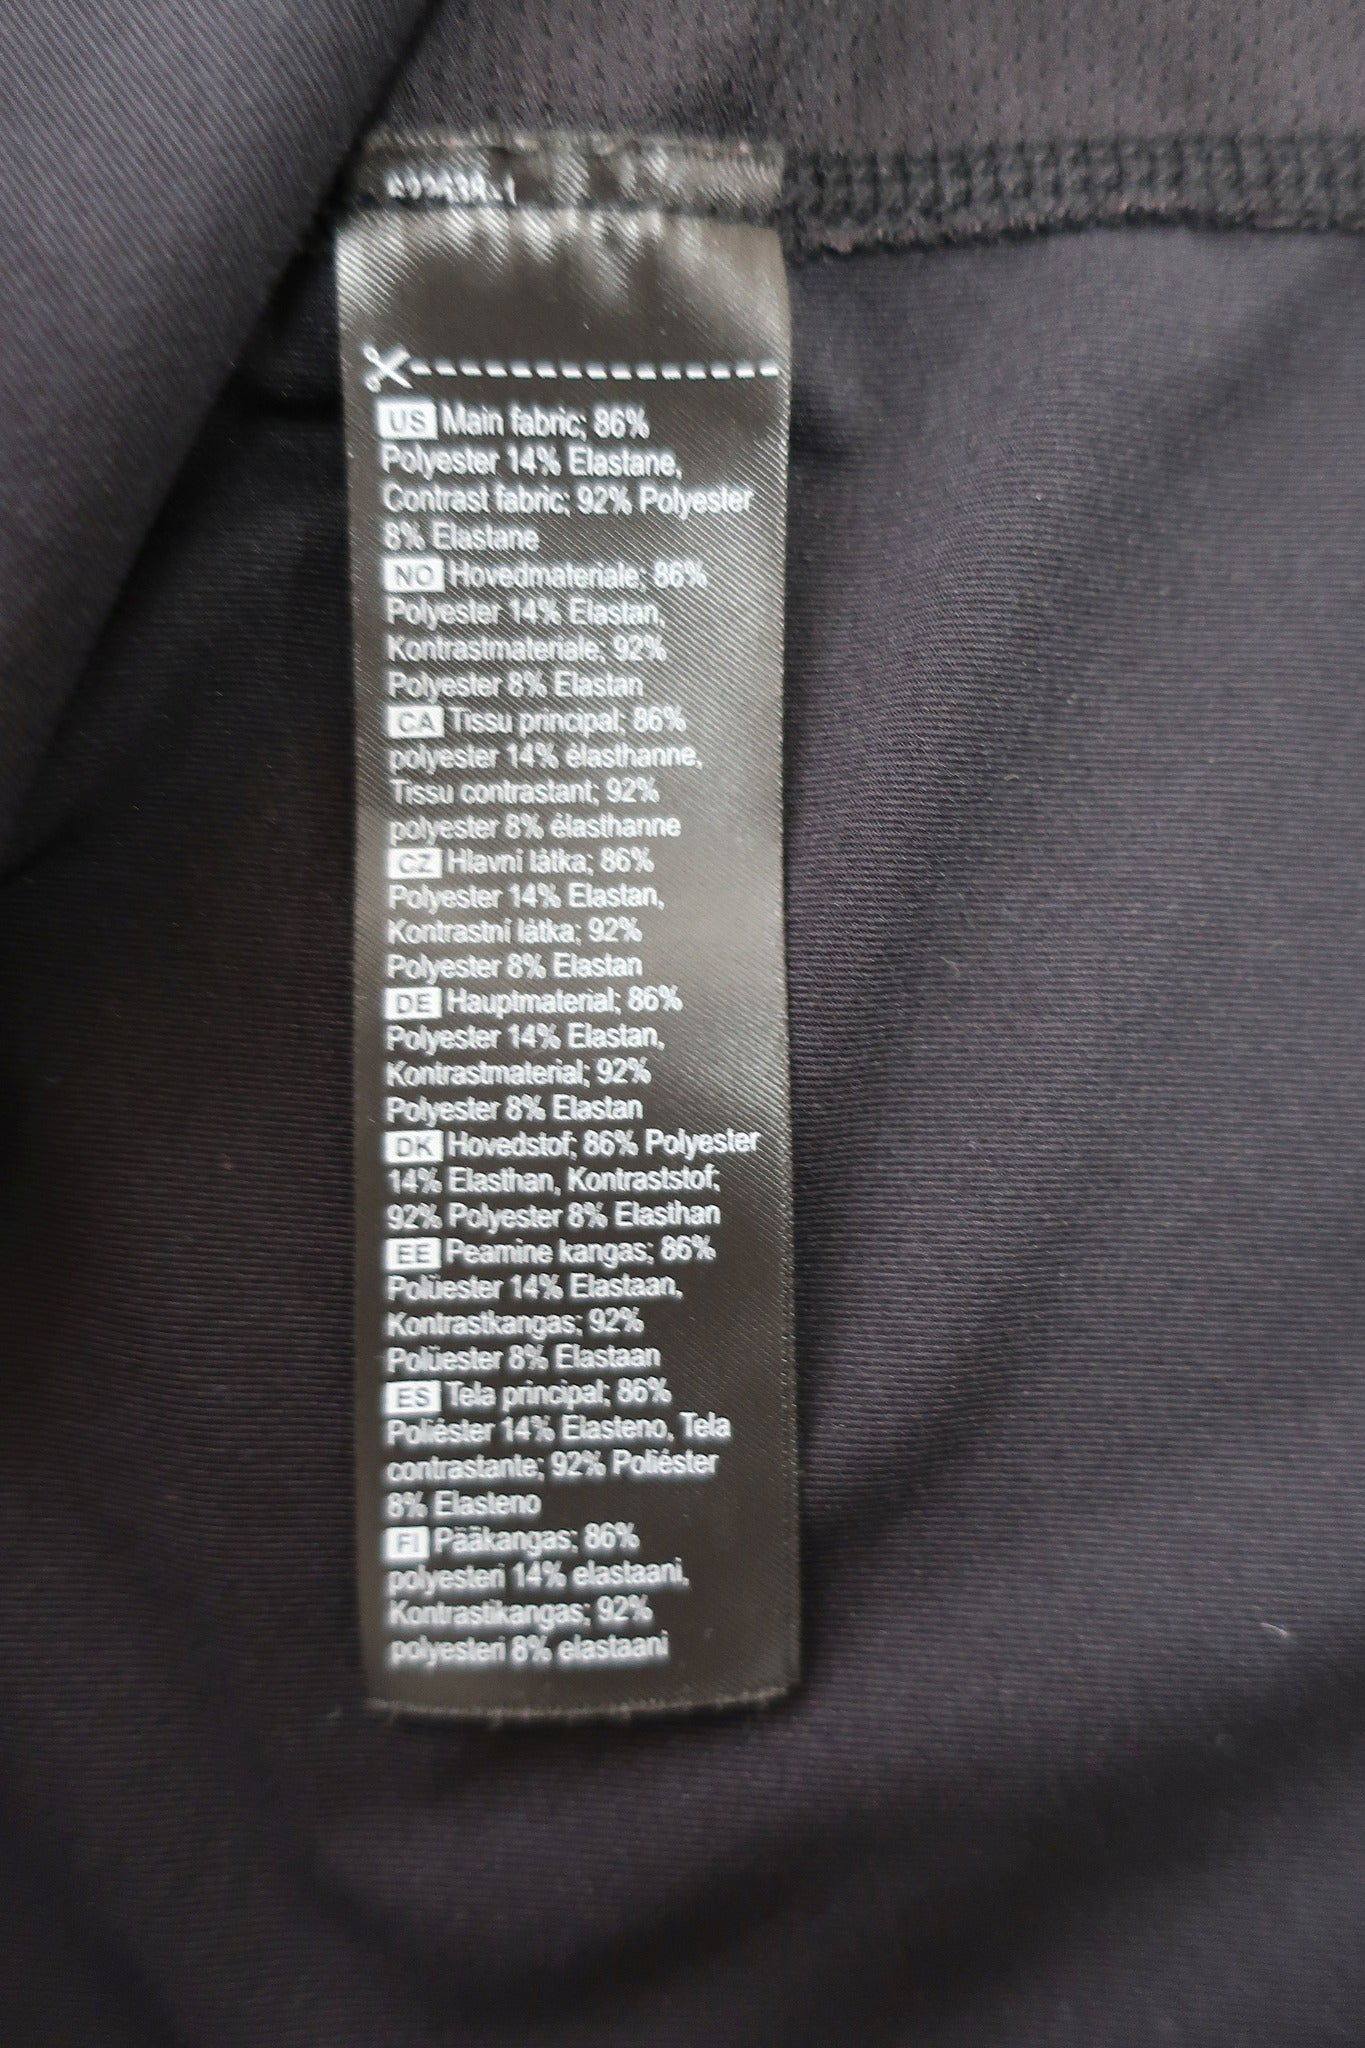 US Main fabric; 86%
Polyester 14% Elastane,
Contrast fabric; 92% Polyester
8% Elastane
NO Hovedmateriale; 86%
Polyester 14% Elastan,
Kontrastmateriale; 92%
Polyester 8% Elastan
CA Tissu principal; 86%
polyester 14% élasthanne,
Tissu contrastant; 92%
polyester 8% élasthanne
CZ Hlavní látka; 86%
Polyester 14% Elastan,
Kontrastní látka; 92%
Polyester 8% Elastan
DE Hauptmaterial; 86%
Polyester 14% Elastan,
Kontrastmaterial; 92%
Polyester 8% Elastan
DK Hovedstof; 86% Polyester
14% Elasthan, Kontraststof;
92% Polyester 8% Elasthan
EE Peamine kangas; 86%
Polüester 14% Elastaan,
Kontrastkangas; 92%
Polüester 8% Elastaan
ES Tela principal; 86%
Poliéster 14% Elasteno, Tela
contrastante; 92% Poliéster
8% Elasteno
FI Pääkangas; 86%
polyesteri 14% elastaani,
Kontrastikangas; 92%
polyesteri 8% elastaani